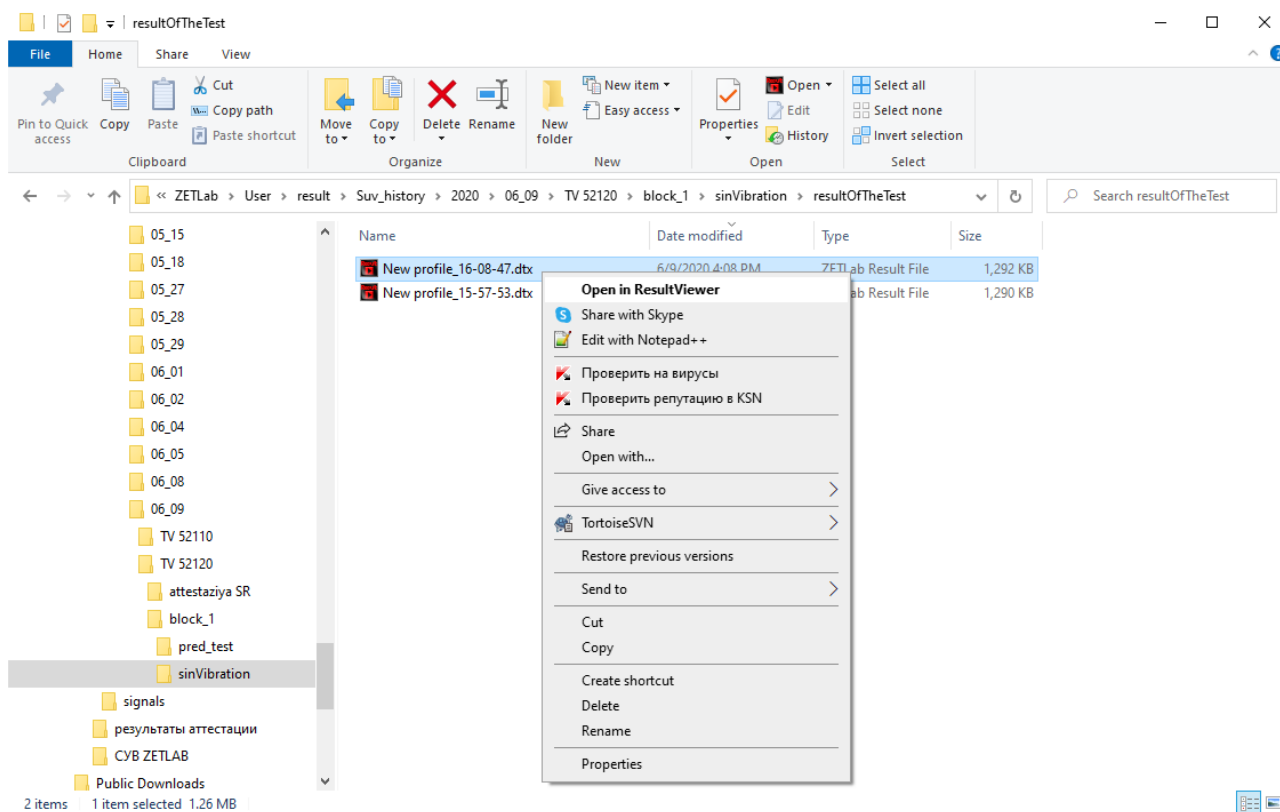 resultOfTheTest
File Home Share View
Pin to Quick access
Copy
Paste
Cut
Copy path
Paste shortcut
Clipboard
Move to
Copy to
Delete
Rename
Organize
New folder
New item
Easy access
New
Properties
Open
Edit
History
Open
Select all
Select none
Invert selection
Select
« ZETLab › User › result › Suv_history › 2020 › 06_09 › TV 52120 › block_1 › sinVibration › resultOfTheTest
Search resultOfTheTest
05_15
05_18
05_27
05_28
05_29
06_01
06_02
06_04
06_05
06_08
06_09
TV 52110
TV 52120
attestaziya SR
block_1
pred_test
sinVibration
signals
результаты аттестации
СУВ ZETLAB
Public Downloads
Name Date modified Type Size
New profile_16-08-47.dtx 6/9/2020 4:08 PM ZETLab Result File 1,292 KB
New profile_15-57-53.dtx ab Result File 1,290 KB
Open in ResultViewer
Share with Skype
Edit with Notepad++
Проверить на вирусы
Проверить репутацию в KSN
Share
Open with...
Give access to
TortoiseSVN
Restore previous versions
Send to
Cut
Copy
Create shortcut
Delete
Rename
Properties
2 items 1 item selected 1.26 MB